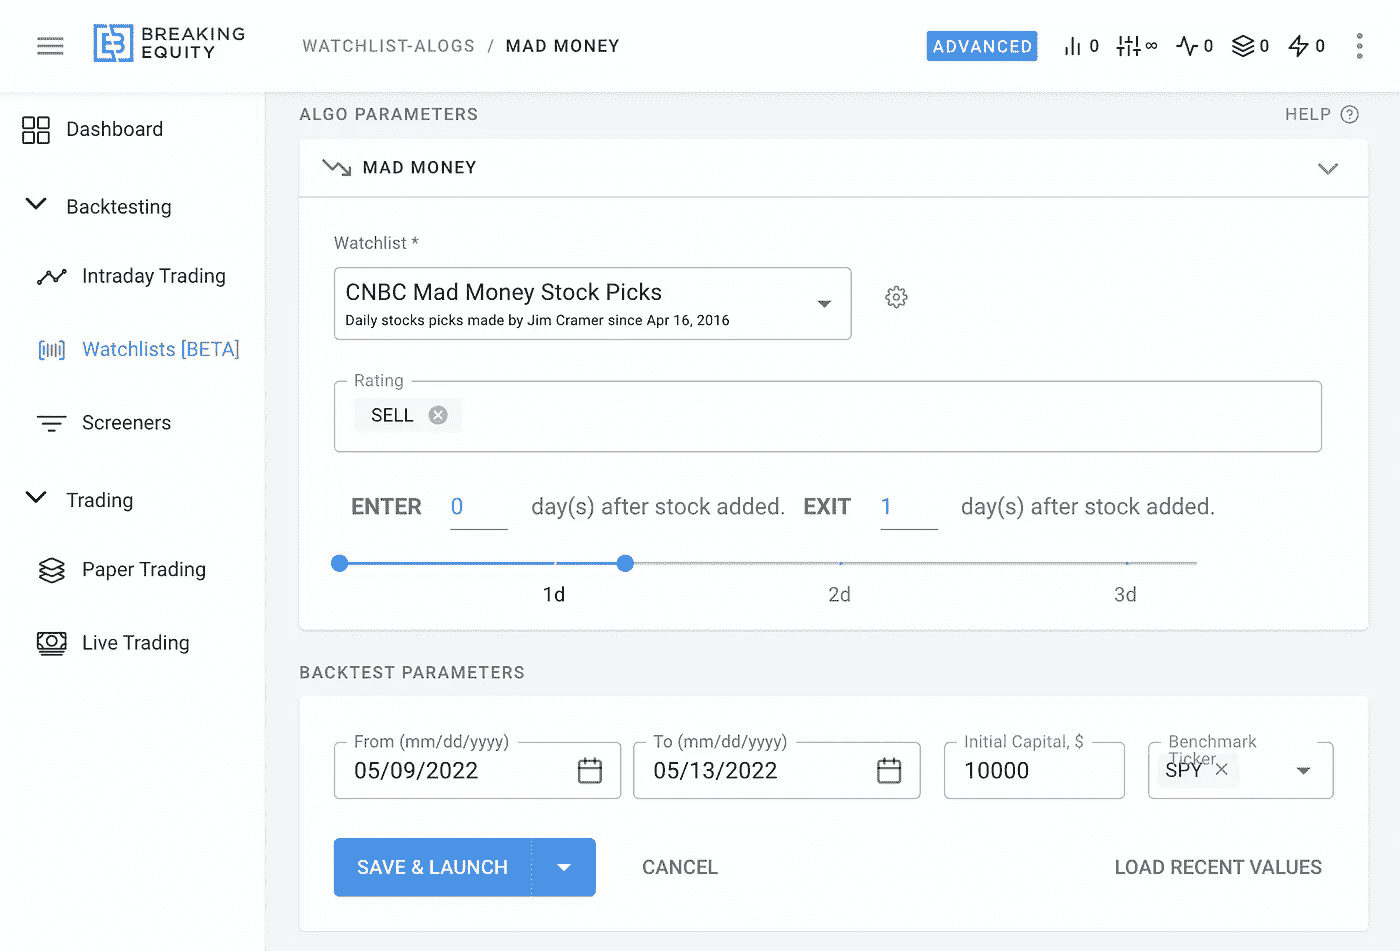 BREAKING
EQUITY
WATCHLIST-ALOGS / MAD MONEY
ADVANCED
0
∞
0
0
0
Dashboard
Backtesting
Intraday Trading
Watchlists [BETA]
Screeners
Trading
Paper Trading
Live Trading
ALGO PARAMETERS
HELP ?
MAD MONEY
Watchlist *
CNBC Mad Money Stock Picks
Daily stocks picks made by Jim Cramer since Apr 16, 2016
Rating
SELL
ENTER 0 day(s) after stock added. EXIT 1 day(s) after stock added.
1d 2d 3d
BACKTEST PARAMETERS
From (mm/dd/yyyy)
05/09/2022
To (mm/dd/yyyy)
05/13/2022
Initial Capital, $
10000
Benchmark
Ticker
SPY
SAVE & LAUNCH
CANCEL
LOAD RECENT VALUES